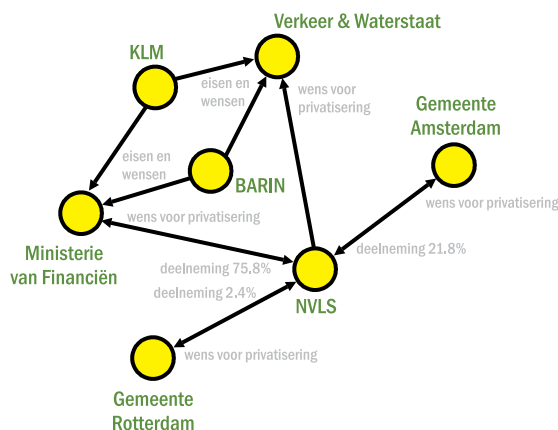 Verkeer & Waterstaat
KLM
eisen en
wensen
wens voor
privatisering
Gemeente
Amsterdam
eisen en
wensen
BARIN
wens voor privatisering
wens voor privatisering
Ministerie
van Financiën
deelneming 21.8%
deelneming 75.8%
deelneming 2.4%
NVLS
wens voor privatisering
Gemeente
Rotterdam